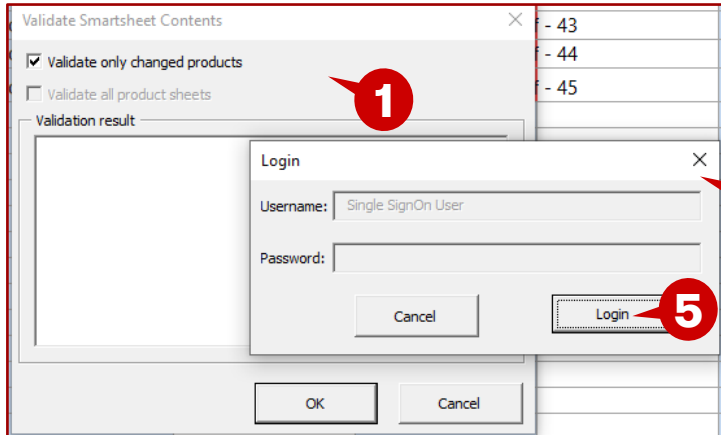 Validate Smartsheet Contents
f - 43
Validate only changed products
f - 44
Validate all product sheets
f - 45
1
Validation result
Login
Username: Single SignOn User
Password:
Cancel
Login
5
OK
Cancel